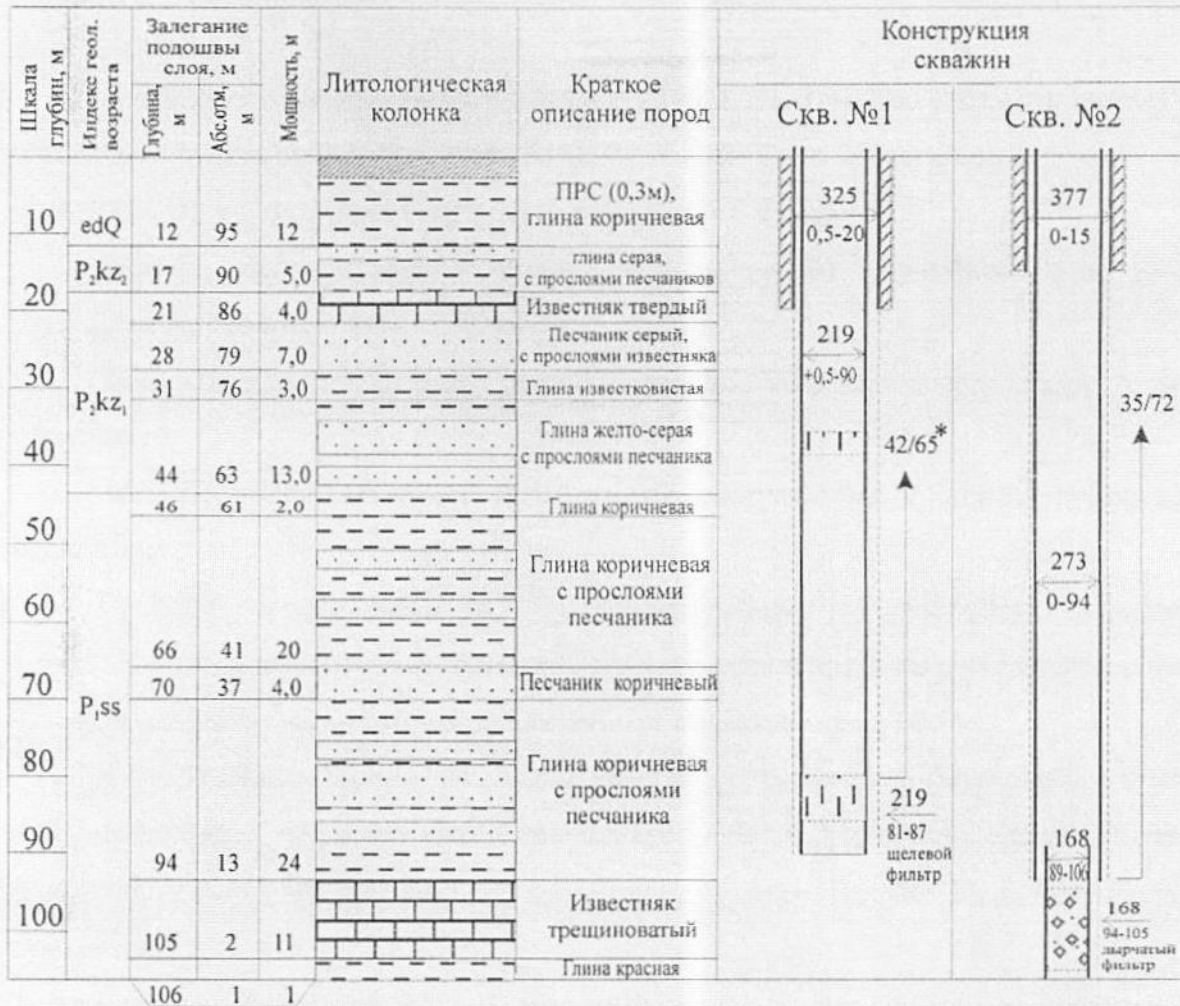 Шкала глубин, м
Индекс геол. возраста
Залегание
подошвы
слоя, м
Глубина, м
Абс.отм, м
Мощность, м
Литологическая
колонка
Краткое
описание пород
Конструкция
скважин
Скв. №1
Скв. №2
10
20
30
40
50
60
70
80
90
100
edQ
P₂kz₂
P₂kz₁
P₁ss
12 95 12
ПРС (0,3м),
глина коричневая
17 90 5,0
глина серая,
с прослоями песчаников
21 86 4,0
Известняк твердый
28 79 7,0
Песчаник серый,
с прослоями известняка
31 76 3,0
Глина известковистая
44 63 13,0
Глина желто-серая
с прослоями песчаника
46 61 2,0
Глина коричневая
66 41 20
Глина коричневая
с прослоями
песчаника
70 37 4,0
Песчаник коричневый
94 13 24
Глина коричневая
с прослоями
песчаника
105 2 11
Известняк
трещиноватый
106 1 1
Глина красная
325
0,5-20
219
+0,5-90
42/65*
219
81-87
щелевой
фильтр
377
0-15
35/72
273
0-94
168
89-106
168
94-105
дырчатый
фильтр